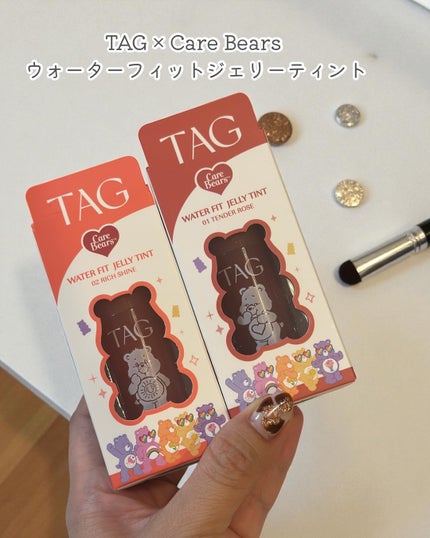 TAG × Care Bears
ウォーターフィットジェリーティント
TAG
Care Bears™
WATER FIT JELLY TINT
02 RICH SHINE
TAG
TAG
Care Bears™
WATER FIT JELLY TINT
01 TENDER ROSE
TAG